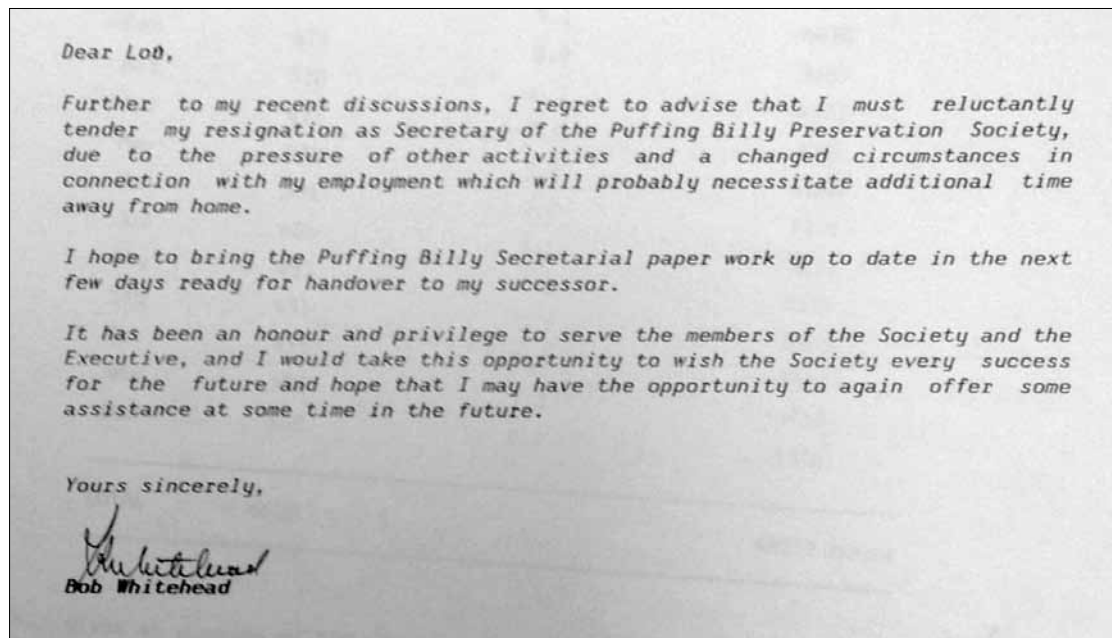 Dear Lou,
Further to my recent discussions, I regret to advise that I must reluctantly
tender my resignation as Secretary of the Puffing Billy Preservation Society,
due to the pressure of other activities and a changed circumstances in
connection with my employment which will probably necessitate additional time
away from home.
I hope to bring the Puffing Billy Secretarial paper work up to date in the next
few days ready for handover to my successor.
It has been an honour and privilege to serve the members of the Society and the
Executive, and I would take this opportunity to wish the Society every success
for the future and hope that I may have the opportunity to again offer some
assistance at some time in the future.
Yours sincerely,
Bob Whitehead